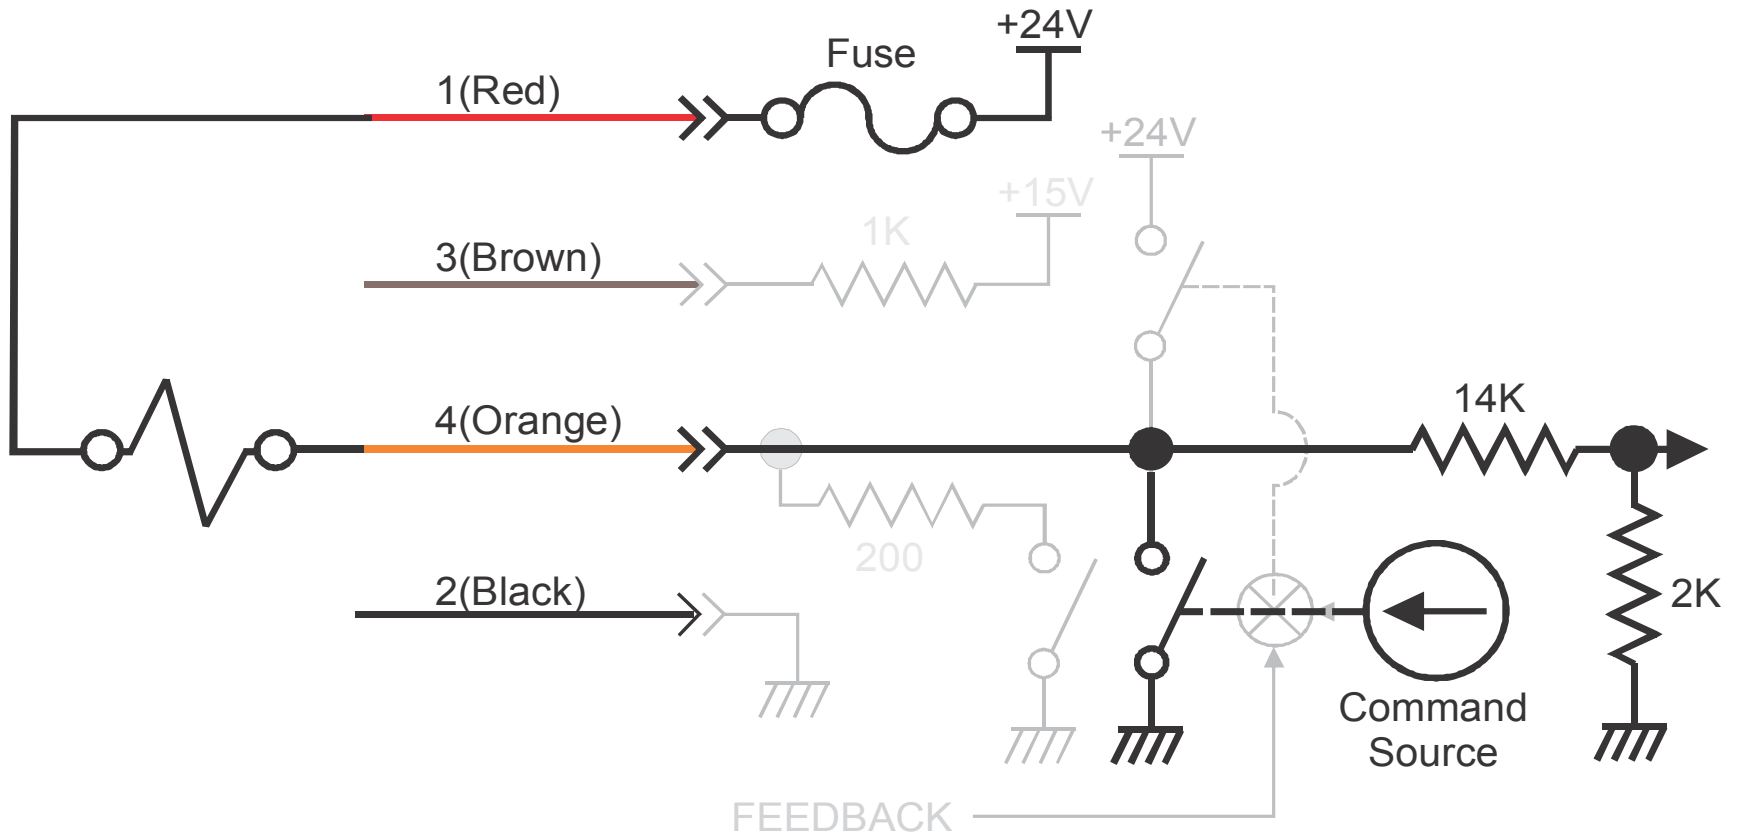 +24V
Fuse
1(Red)
+24V
+15V
1K
3(Brown)
14K
4(Orange)
200
2(Black)
2K
Command
Source
FEEDBACK